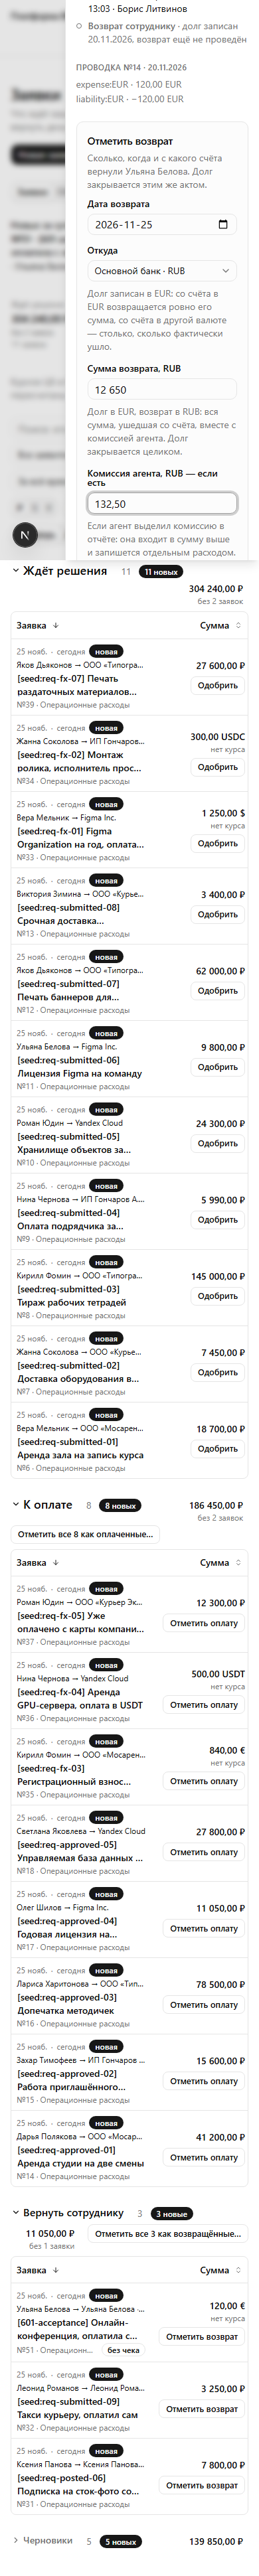 13:03 · Борис Литвинов
Возврат сотруднику · долг записан
20.11.2026, возврат ещё не проведён
ПРОВОДКА №14 · 20.11.2026
expense:EUR · 120,00 EUR
liability:EUR · −120,00 EUR
Отметить возврат
Сколько, когда и с какого счёта
вернули Ульяна Белова. Долг
закрывается этим же актом.
Дата возврата
2026-11-25
Откуда
Основной банк · RUB
Долг записан в EUR: со счёта в
EUR возвращается ровно его
сумма, со счёта в другой валюте
— столько, сколько фактически
ушло.
Сумма возврата, RUB
12 650
Долг в EUR, возврат в RUB: вся
сумма, ушедшая со счёта, вместе с
комиссией агента. Долг
закрывается целиком.
Комиссия агента, RUB — если
есть
132,50
Если агент выделил комиссию в
отчёте: она входит в сумму выше
и запишется отдельным расходом.
N
Ждёт решения 11 11 новых
304 240,00 ₽
без 2 заявок
Заявка Сумма
25 нояб. · сегодня новая
Яков Дьяконов → ООО «Типогра... 27 600,00 ₽
[seed:req-fx-07] Печать
раздаточных материалов... Одобрить
№39 · Операционные расходы
25 нояб. · сегодня новая
Жанна Соколова → ИП Гончаров... 300,00 USDC
нет курса
[seed:req-fx-02] Монтаж
ролика, исполнитель прос... Одобрить
№34 · Операционные расходы
25 нояб. · сегодня новая
Вера Мельник → Figma Inc. 1 250,00 $
нет курса
[seed:req-fx-01] Figma
Organization на год, оплата... Одобрить
№33 · Операционные расходы
25 нояб. · сегодня новая
Виктория Зимина → ООО «Курье... 3 400,00 ₽
[seed:req-submitted-08]
Срочная доставка... Одобрить
№13 · Операционные расходы
25 нояб. · сегодня новая
Яков Дьяконов → ООО «Типогра... 62 000,00 ₽
[seed:req-submitted-07]
Печать баннеров для... Одобрить
№12 · Операционные расходы
25 нояб. · сегодня новая
Ульяна Белова → Figma Inc. 9 800,00 ₽
[seed:req-submitted-06]
Лицензия Figma на команду Одобрить
№11 · Операционные расходы
25 нояб. · сегодня новая
Роман Юдин → Yandex Cloud 24 300,00 ₽
[seed:req-submitted-05]
Хранилище объектов за... Одобрить
№10 · Операционные расходы
25 нояб. · сегодня новая
Нина Чернова → ИП Гончаров А.... 5 990,00 ₽
[seed:req-submitted-04]
Оплата подрядчика за... Одобрить
№9 · Операционные расходы
25 нояб. · сегодня новая
Кирилл Фомин → ООО «Типогра... 145 000,00 ₽
[seed:req-submitted-03]
Тираж рабочих тетрадей Одобрить
№8 · Операционные расходы
25 нояб. · сегодня новая
Жанна Соколова → ООО «Курье... 7 450,00 ₽
[seed:req-submitted-02]
Доставка оборудования в... Одобрить
№7 · Операционные расходы
25 нояб. · сегодня новая
Вера Мельник → ООО «Мосарен... 18 700,00 ₽
[seed:req-submitted-01]
Аренда зала на запись курса Одобрить
№6 · Операционные расходы
К оплате 8 8 новых 186 450,00 ₽
без 2 заявок
Отметить все 8 как оплаченные...
Заявка Сумма
25 нояб. · сегодня новая
Роман Юдин → ООО «Курьер Эк... 12 300,00 ₽
[seed:req-fx-05] Уже
оплачено с карты компани... Отметить оплату
№37 · Операционные расходы
25 нояб. · сегодня новая
Нина Чернова → Yandex Cloud 500,00 USDT
нет курса
[seed:req-fx-04] Аренда
GPU-сервера, оплата в USDT Отметить оплату
№36 · Операционные расходы
25 нояб. · сегодня новая
Кирилл Фомин → ООО «Мосарен... 840,00 €
нет курса
[seed:req-fx-03]
Регистрационный взнос... Отметить оплату
№35 · Операционные расходы
25 нояб. · сегодня новая
Светлана Яковлева → Yandex Cloud 27 800,00 ₽
[seed:req-approved-05]
Управляемая база данных ... Отметить оплату
№18 · Операционные расходы
25 нояб. · сегодня новая
Олег Шилов → Figma Inc. 11 050,00 ₽
[seed:req-approved-04]
Годовая лицензия на... Отметить оплату
№17 · Операционные расходы
25 нояб. · сегодня новая
Лариса Харитонова → ООО «Тип... 78 500,00 ₽
[seed:req-approved-03]
Допечатка методичек Отметить оплату
№16 · Операционные расходы
25 нояб. · сегодня новая
Захар Тимофеев → ИП Гончаров ... 15 600,00 ₽
[seed:req-approved-02]
Работа приглашённого... Отметить оплату
№15 · Операционные расходы
25 нояб. · сегодня новая
Дарья Полякова → ООО «Мосар... 41 200,00 ₽
[seed:req-approved-01]
Аренда студии на две смены Отметить оплату
№14 · Операционные расходы
Вернуть сотруднику 3 3 новые
11 050,00 ₽
без 1 заявки
Отметить все 3 как возвращённые...
Заявка Сумма
25 нояб. · сегодня новая
Ульяна Белова → Ульяна Белова ·... 120,00 €
нет курса
[601-acceptance] Онлайн-
конференция, оплатила с... Отметить возврат
№51 · Операционн... без чека
25 нояб. · сегодня новая
Леонид Романов → Леонид Рома... 3 250,00 ₽
[seed:req-submitted-09]
Такси курьеру, оплатил сам Отметить возврат
№32 · Операционные расходы
25 нояб. · сегодня новая
Ксения Панова → Ксения Панова... 7 800,00 ₽
[seed:req-posted-06]
Подписка на сток-фото со... Отметить возврат
№31 · Операционные расходы
Черновики 5 5 новых 139 850,00 ₽